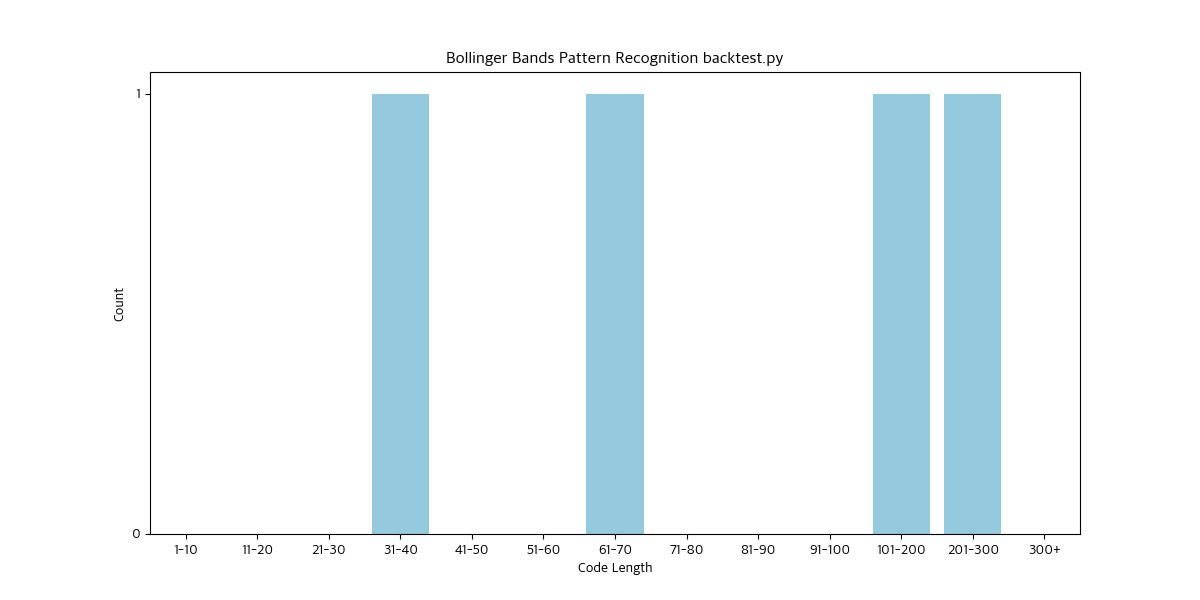 Bollinger Bands Pattern Recognition backtest.py
1
Count
0
1-10 11-20 21-30 31-40 41-50 51-60 61-70 71-80 81-90 91-100 101-200 201-300 300+
Code Length